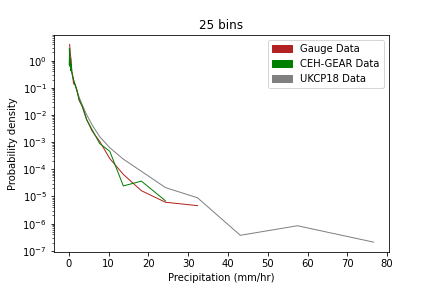 25 bins
Gauge Data
CEH-GEAR Data
UKCP18 Data
Probability density
10⁰
10⁻¹
10⁻²
10⁻³
10⁻⁴
10⁻⁵
10⁻⁶
10⁻⁷
0 10 20 30 40 50 60 70 80
Precipitation (mm/hr)